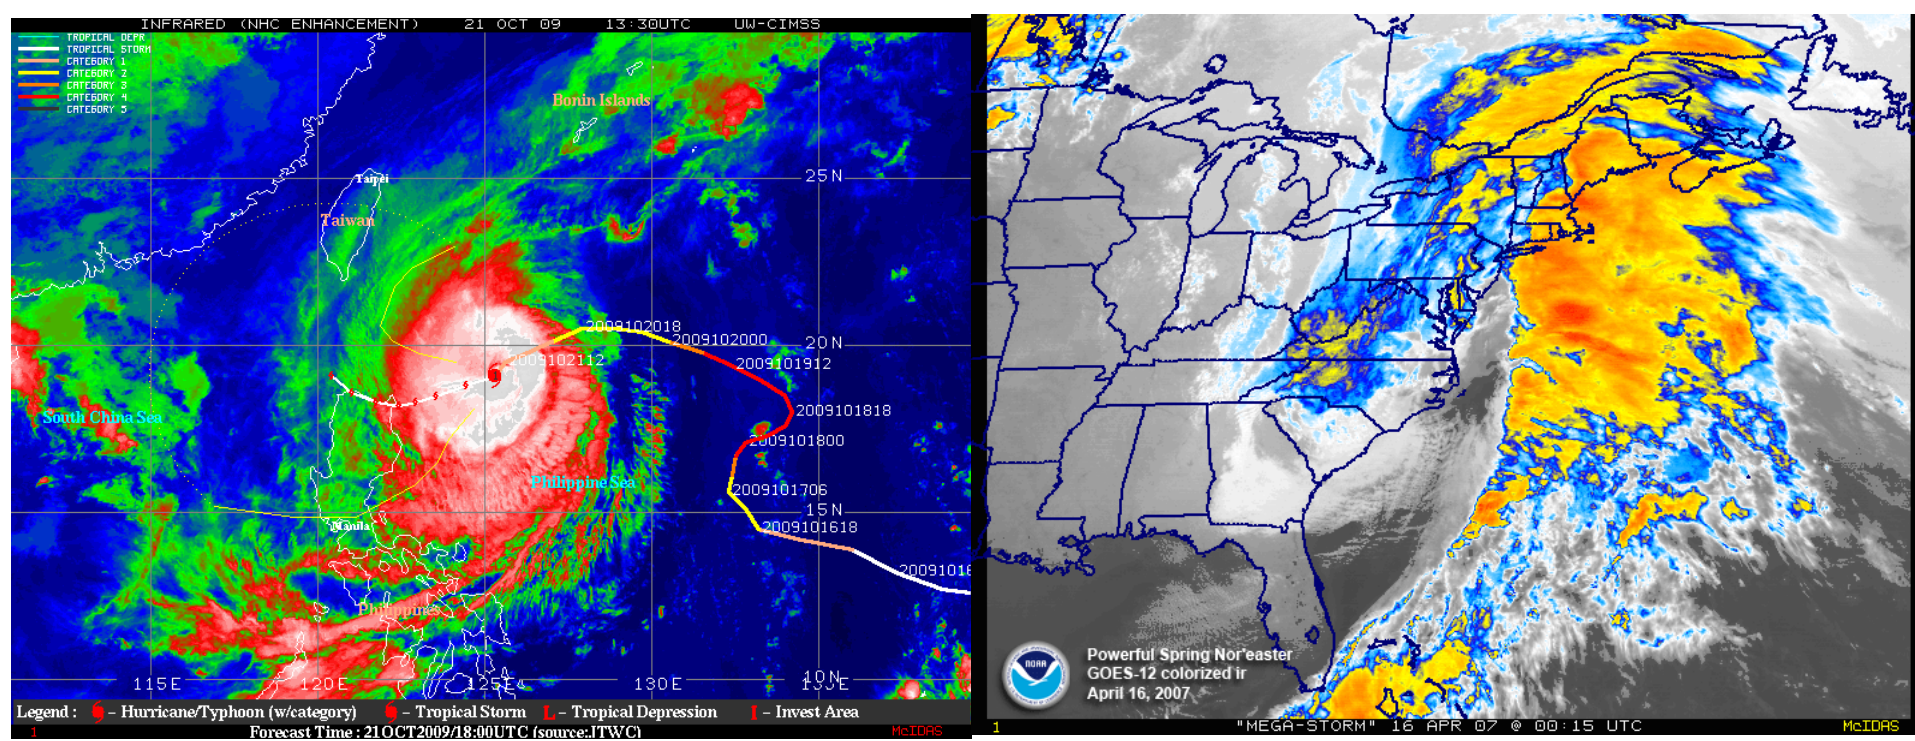 INFRARED (NHC ENHANCEMENT) 21 OCT 09 13:30UTC UW-CIMSS
TROPICAL DEPR
TROPICAL STORM
CATEGORY 1
CATEGORY 2
CATEGORY 3
CATEGORY 4
CATEGORY 5
Bonin Islands
Taipei
25N
Taiwan
2009102018
2009102000
20N
2009102112
2009101912
2009101818
South China Sea
2009101800
Philippine Sea
2009101706
15N
Manila
2009101618
Philippines
10N
115E 120E 125E 130E 135E
Legend : – Hurricane/Typhoon (w/category) – Tropical Storm L – Tropical Depression I – Invest Area
1 Forecast Time : 21OCT2009/18:00UTC (source:JTWC) McIDAS
NOAA
Powerful Spring Nor'easter
GOES-12 colorized ir
April 16, 2007
1 "MEGA-STORM" 16 APR 07 @ 00:15 UTC McIDAS